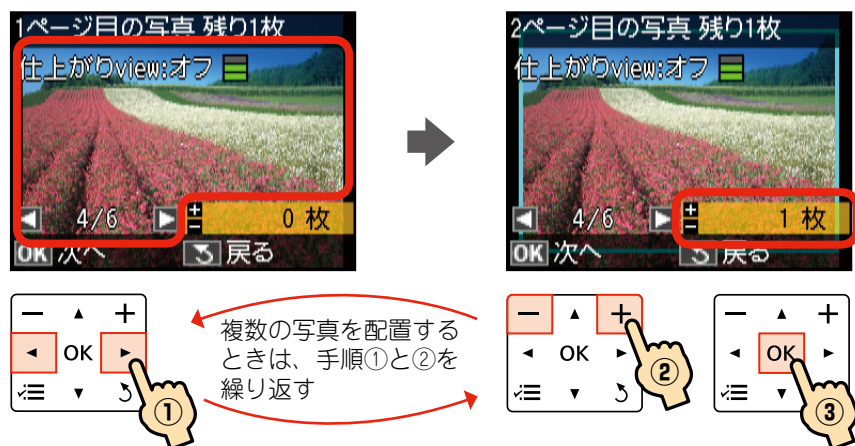 1ページ目の写真 残り1枚
仕上がりview:オフ
4/6
+
−
0 枚
OK 次へ
戻る
2ページ目の写真 残り1枚
仕上がりview:オフ
4/6
+
−
1 枚
OK 次へ
戻る
− +
OK
①
複数の写真を配置する
ときは、手順①と②を
繰り返す
− +
OK
②
− +
OK
③